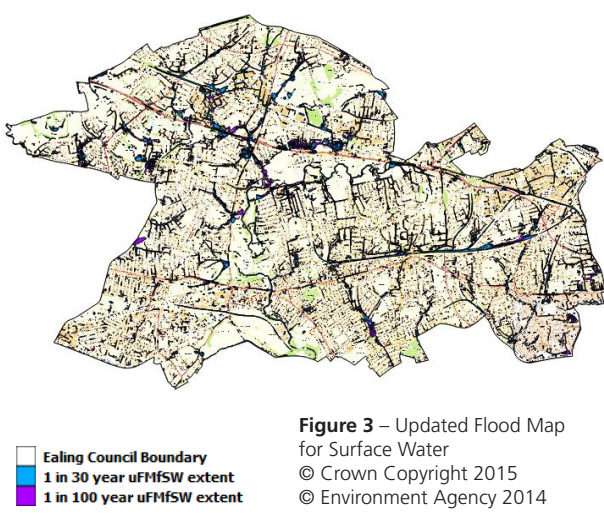 Ealing Council Boundary
1 in 30 year uFMfSW extent
1 in 100 year uFMfSW extent
Figure 3 – Updated Flood Map
for Surface Water
© Crown Copyright 2015
© Environment Agency 2014